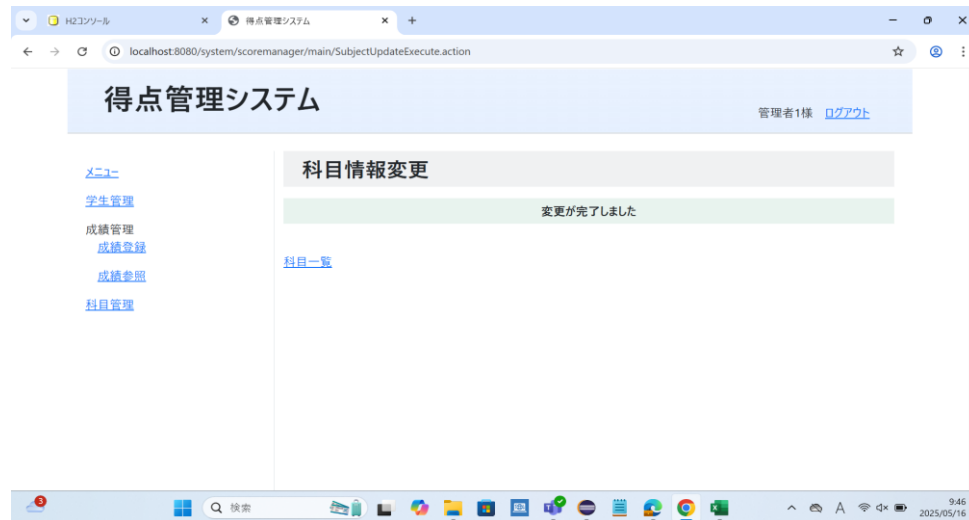 H2コンソール
得点管理システム
localhost:8080/system/scoremanager/main/SubjectUpdateExecute.action
得点管理システム
管理者1様 ログアウト
メニュー
科目情報変更
学生管理
変更が完了しました
成績管理
成績登録
科目一覧
成績参照
科目管理
3
検索
A
9:46
2025/05/16